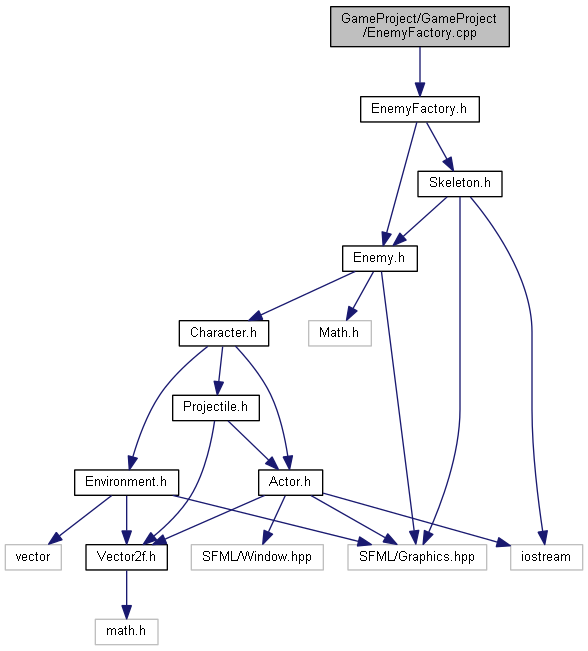 GameProject/GameProject
/EnemyFactory.cpp
EnemyFactory.h
Skeleton.h
Enemy.h
Character.h
Math.h
Projectile.h
Environment.h
Actor.h
vector
Vector2f.h
SFML/Window.hpp
SFML/Graphics.hpp
iostream
math.h